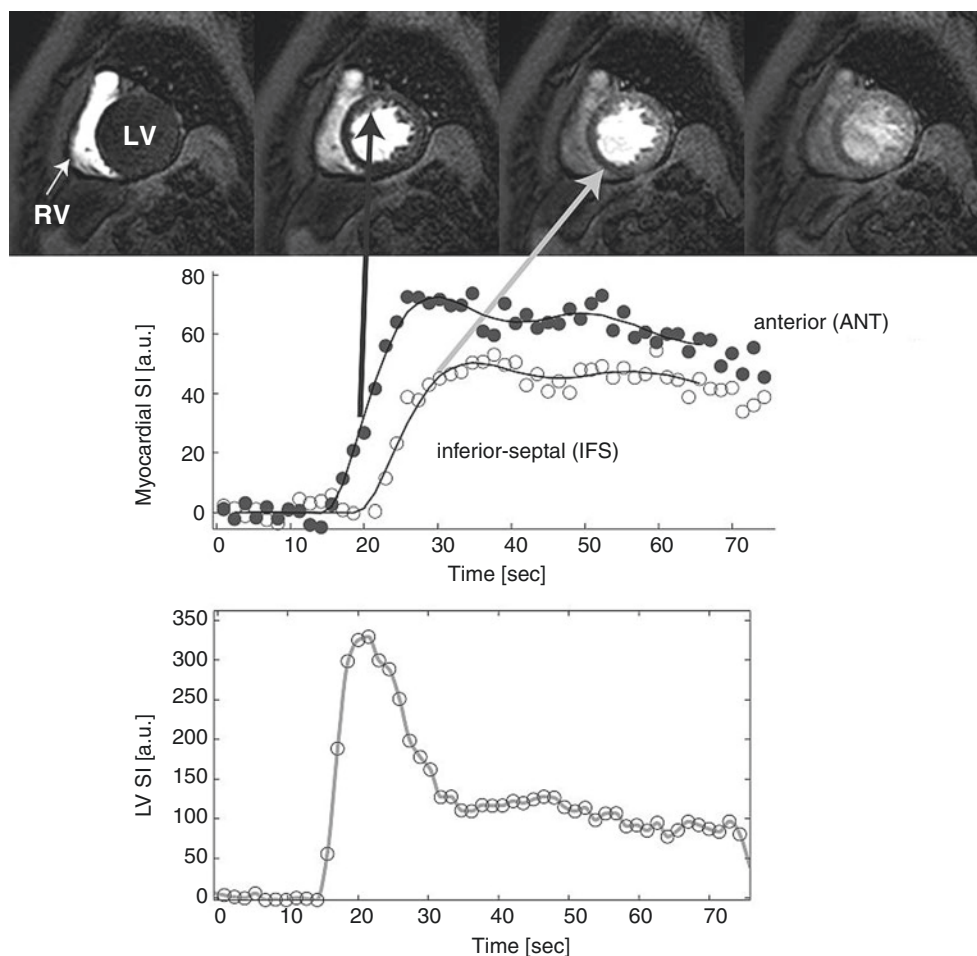 LV
RV
80
60
40
20
0
Myocardial SI [a.u.]
anterior (ANT)
inferior-septal (IFS)
0 10 20 30 40 50 60 70
Time [sec]
350
300
250
200
150
100
50
0
LV SI [a.u.]
0 10 20 30 40 50 60 70
Time [sec]